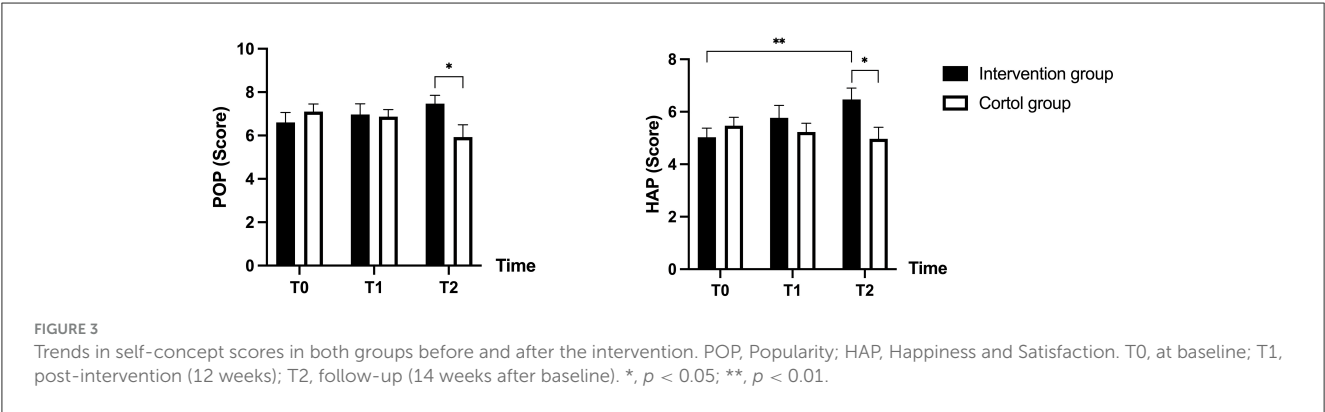 10
8
6
4
2
0
POP (Score)
*
T0 T1 T2
Time
8
6
4
2
0
HAP (Score)
**
*
T0 T1 T2
Time
Intervention group
Cortol group
FIGURE 3
Trends in self-concept scores in both groups before and after the intervention. POP, Popularity; HAP, Happiness and Satisfaction. T0, at baseline; T1,
post-intervention (12 weeks); T2, follow-up (14 weeks after baseline). *, p < 0.05; **, p < 0.01.